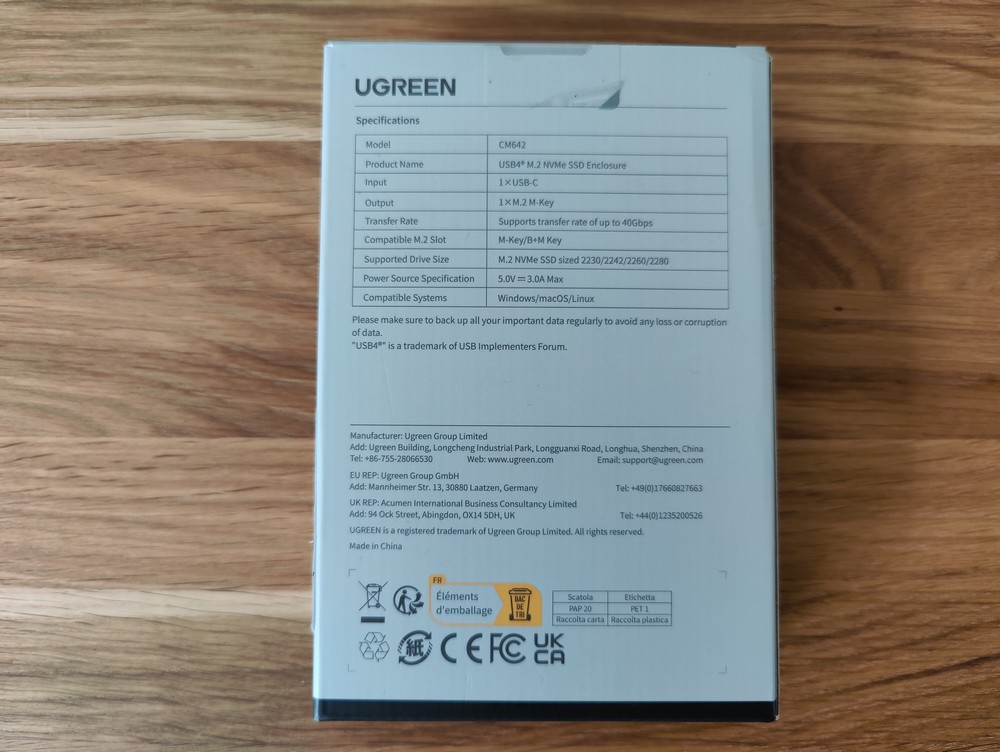 UGREEN
Specifications
Model CM642
Product Name USB4® M.2 NVMe SSD Enclosure
Input 1×USB-C
Output 1×M.2 M-Key
Transfer Rate Supports transfer rate of up to 40Gbps
Compatible M.2 Slot M-Key/B+M Key
Supported Drive Size M.2 NVMe SSD sized 2230/2242/2260/2280
Power Source Specification 5.0V⎓3.0A Max
Compatible Systems Windows/macOS/Linux
Please make sure to back up all your important data regularly to avoid any loss or corruption
of data.
"USB4®" is a trademark of USB Implementers Forum.
Manufacturer: Ugreen Group Limited
Add: Ugreen Building, Longcheng Industrial Park, Longguanxi Road, Longhua, Shenzhen, China
Tel: +86-755-28066530 Web: www.ugreen.com Email: support@ugreen.com
EU REP: Ugreen Group GmbH
Add: Mannheimer Str. 13, 30880 Laatzen, Germany Tel: +49(0)17660827663
UK REP: Acumen International Business Consultancy Limited
Add: 94 Ock Street, Abingdon, OX14 5DH, UK Tel: +44(0)1235200526
UGREEN is a registered trademark of Ugreen Group Limited. All rights reserved.
Made in China
FR
Éléments
d'emballage
BAC
DE
TRI
Scatola Etichetta
PAP 20 PET 1
Raccolta carta Raccolta plastica
紙 CE FC UK
CA